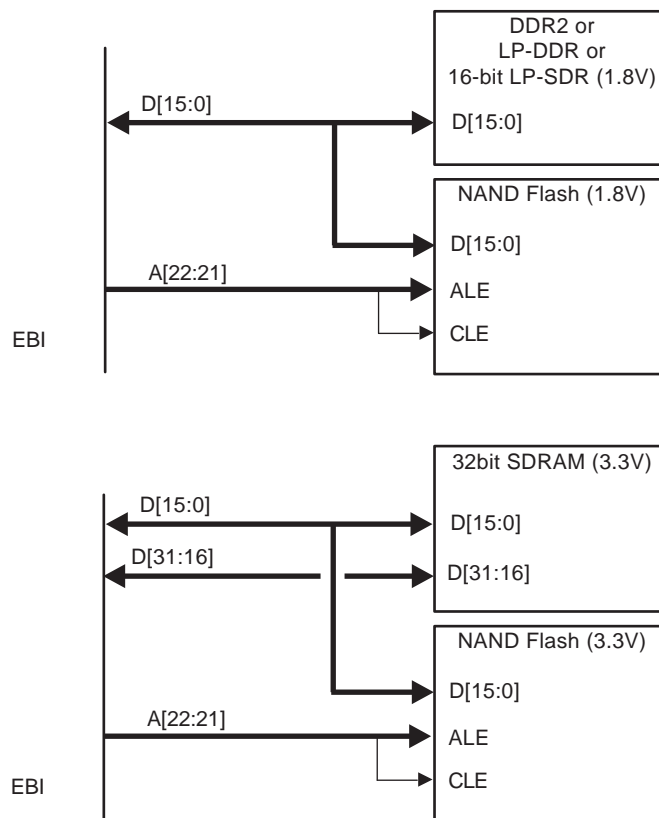 DDR2 or
LP-DDR or
16-bit LP-SDR (1.8V)
D[15:0]
D[15:0]
NAND Flash (1.8V)
D[15:0]
A[22:21]
ALE
EBI
CLE
32bit SDRAM (3.3V)
D[15:0]
D[15:0]
D[31:16]
D[31:16]
NAND Flash (3.3V)
D[15:0]
A[22:21]
ALE
EBI
CLE